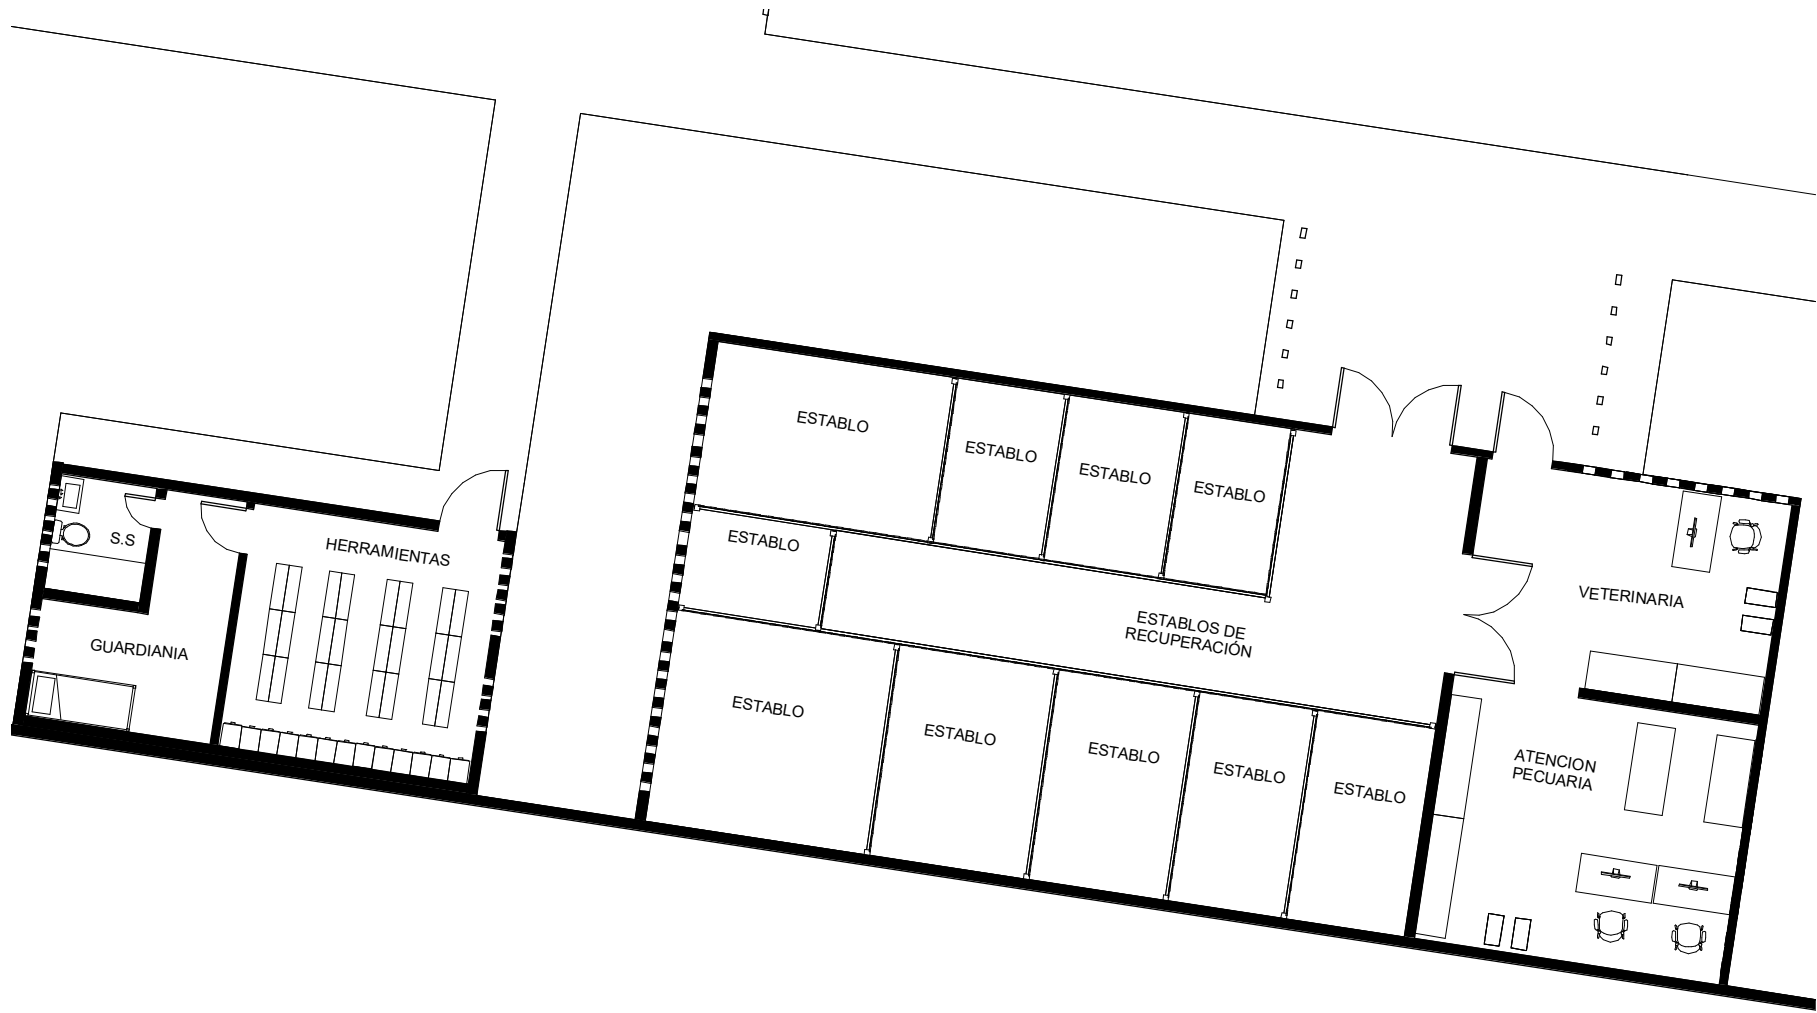 ESTABLO
ESTABLO
ESTABLO
ESTABLO
S.S
HERRAMIENTAS
ESTABLO
VETERINARIA
ESTABLOS DE
RECUPERACIÓN
GUARDIANIA
ESTABLO
ESTABLO
ESTABLO
ESTABLO
ESTABLO
ATENCION
PECUARIA